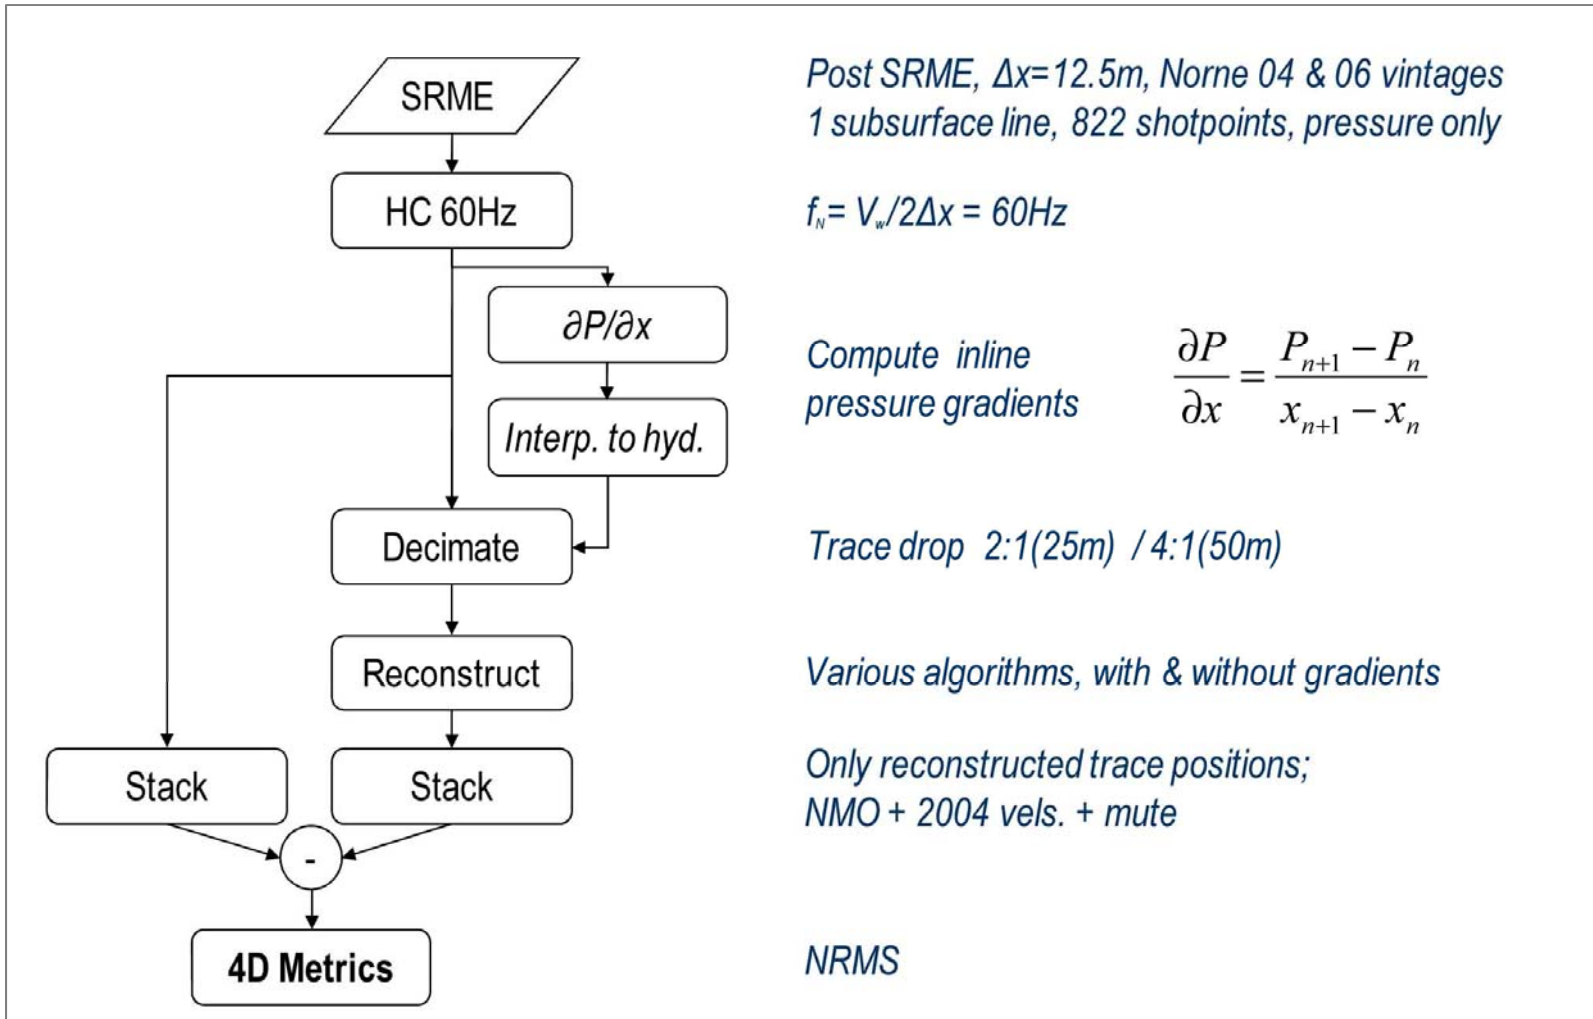 SRME
Post SRME, Δx=12.5m, Norne 04 & 06 vintages
1 subsurface line, 822 shotpoints, pressure only
HC 60Hz
f_N = V_w/2Δx = 60Hz
∂P/∂x
Compute inline
pressure gradients
∂P/∂x = (P_{n+1} − P_n)/(x_{n+1} − x_n)
Interp. to hyd.
Decimate
Trace drop 2:1(25m) / 4:1(50m)
Reconstruct
Various algorithms, with & without gradients
Stack
Stack
Only reconstructed trace positions;
NMO + 2004 vels. + mute
-
4D Metrics
NRMS